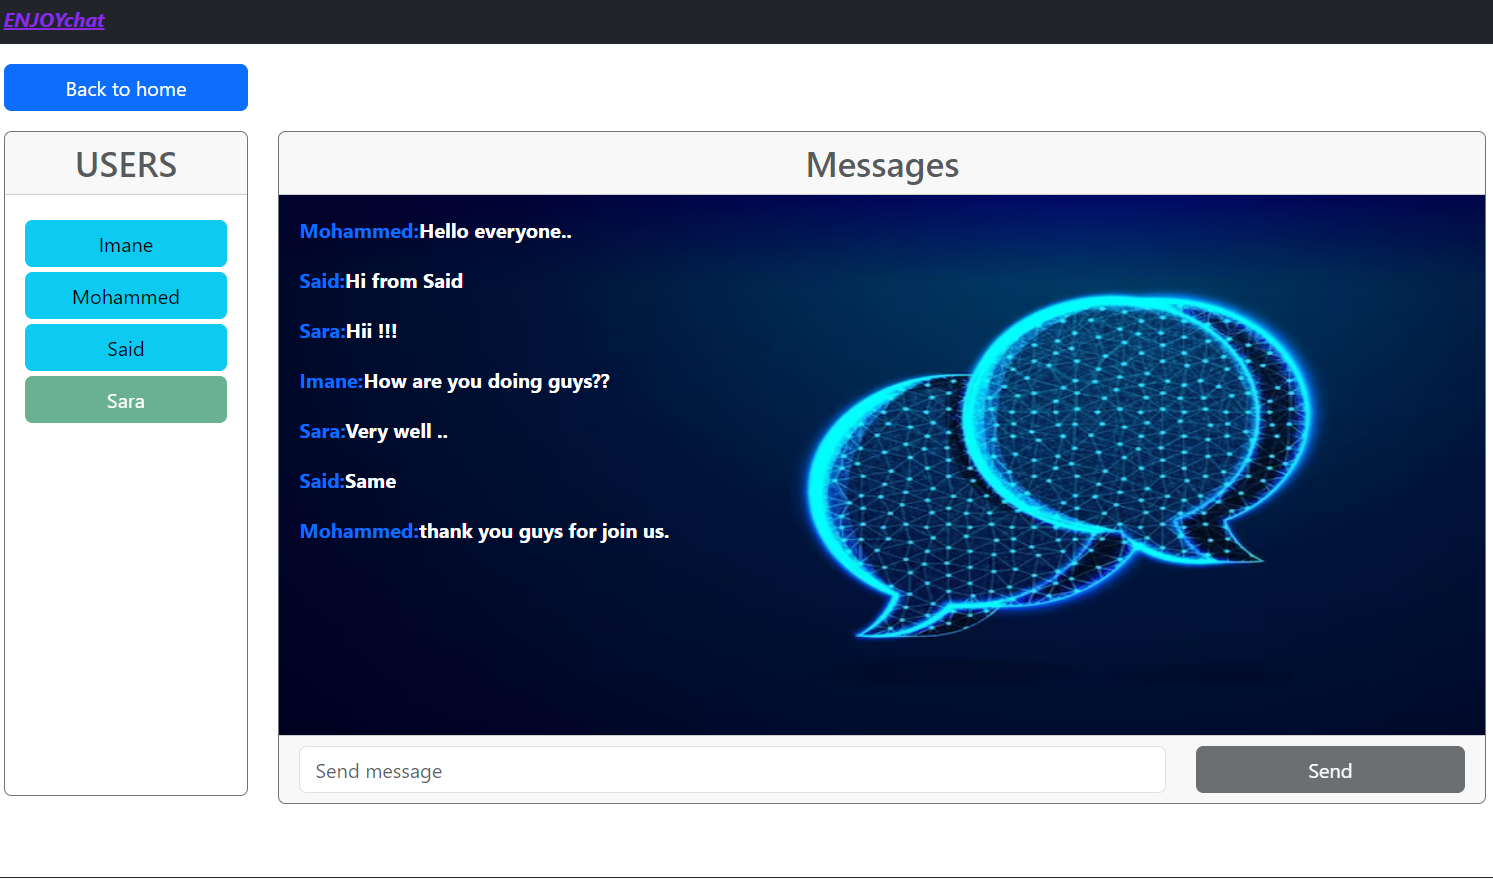 ENJOYchat
Back to home
USERS
Imane
Mohammed
Said
Sara
Messages
Mohammed:Hello everyone..
Said:Hi from Said
Sara:Hii !!!
Imane:How are you doing guys??
Sara:Very well ..
Said:Same
Mohammed:thank you guys for join us.
Send message
Send